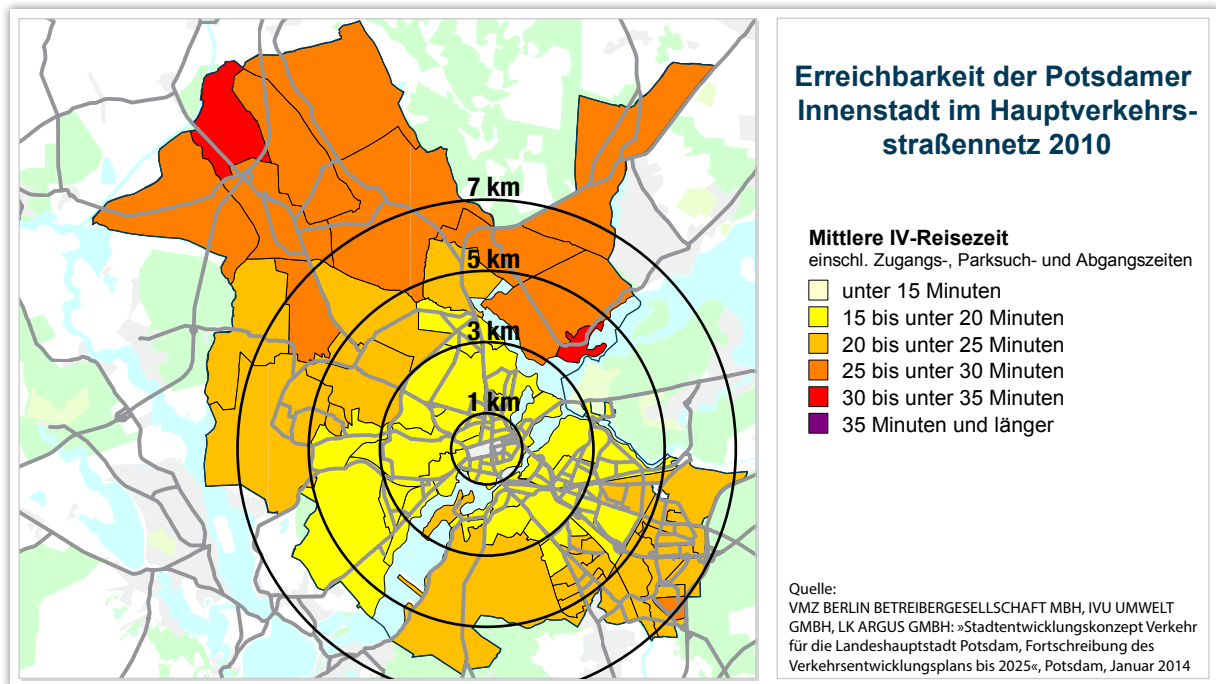 7 km
5 km
3 km
1 km
Erreichbarkeit der Potsdamer
Innenstadt im Hauptverkehrs-
straßennetz 2010
Mittlere IV-Reisezeit
einschl. Zugangs-, Parksuch- und Abgangszeiten
unter 15 Minuten
15 bis unter 20 Minuten
20 bis unter 25 Minuten
25 bis unter 30 Minuten
30 bis unter 35 Minuten
35 Minuten und länger
Quelle:
VMZ BERLIN BETREIBERGESELLSCHAFT MBH, IVU UMWELT
GMBH, LK ARGUS GMBH: »Stadtentwicklungskonzept Verkehr
für die Landeshauptstadt Potsdam, Fortschreibung des
Verkehrsentwicklungsplans bis 2025«, Potsdam, Januar 2014